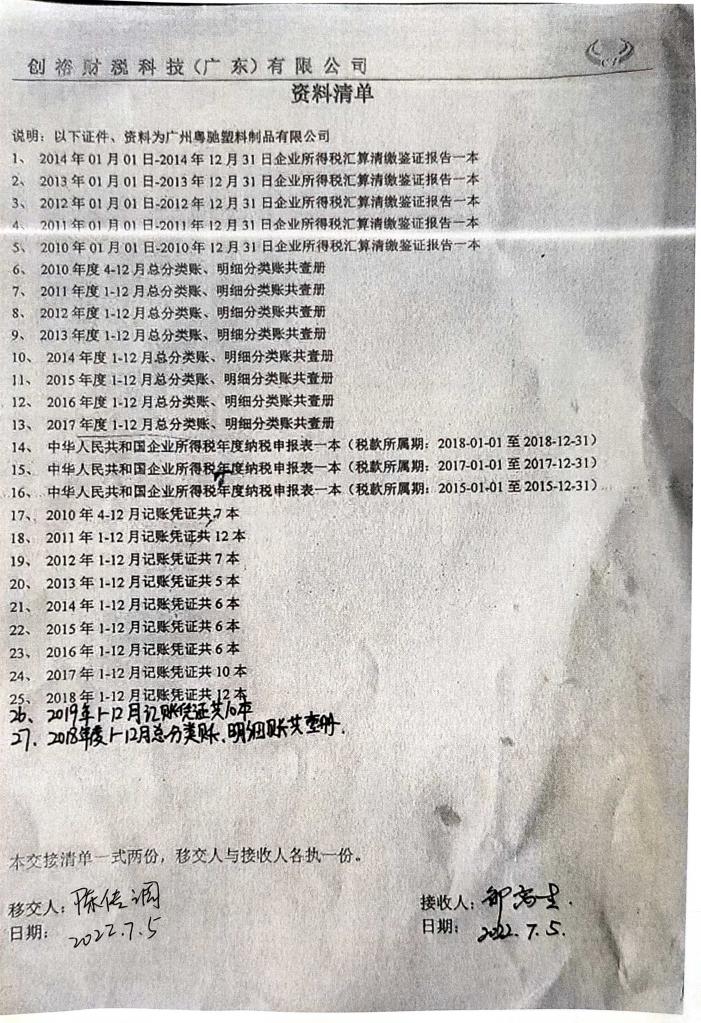 创裕财税科技（广东）有限公司
资料清单
说明：以下证件、资料为广州粤驰塑料制品有限公司
1、 2014年01月01日-2014年12月31日企业所得税汇算清缴鉴证报告一本
2、 2013年01月01日-2013年12月31日企业所得税汇算清缴鉴证报告一本
3、 2012年01月01日-2012年12月31日企业所得税汇算清缴鉴证报告一本
4、 2011年01月01日-2011年12月31日企业所得税汇算清缴鉴证报告一本
5、 2010年01月01日-2010年12月31日企业所得税汇算清缴鉴证报告一本
6、 2010年度4-12月总分类账、明细分类账共壹册
7、 2011年度1-12月总分类账、明细分类账共壹册
8、 2012年度1-12月总分类账、明细分类账共壹册
9、 2013年度1-12月总分类账、明细分类账共壹册
10、 2014年度1-12月总分类账、明细分类账共壹册
11、 2015年度1-12月总分类账、明细分类账共壹册
12、 2016年度1-12月总分类账、明细分类账共壹册
13、 2017年度1-12月总分类账、明细分类账共壹册
14、 中华人民共和国企业所得税年度纳税申报表一本（税款所属期：2018-01-01至2018-12-31）
15、 中华人民共和国企业所得税年度纳税申报表一本（税款所属期：2017-01-01至2017-12-31）
16、 中华人民共和国企业所得税年度纳税申报表一本（税款所属期：2015-01-01至2015-12-31）
17、 2010年4-12月记账凭证共7本
18、 2011年1-12月记账凭证共12本
19、 2012年1-12月记账凭证共7本
20、 2013年1-12月记账凭证共5本
21、 2014年1-12月记账凭证共6本
22、 2015年1-12月记账凭证共6本
23、 2016年1-12月记账凭证共6本
24、 2017年1-12月记账凭证共10本
25、 2018年1-12月记账凭证共12本
26、2019年1-12月记账凭证共10本
27、2018年度1-12月总分类账、明细账共壹册.
本交接清单一式两份，移交人与接收人各执一份。
移交人：陈传调
接收人：
日期：2022.7.5
日期：2022.7.5.